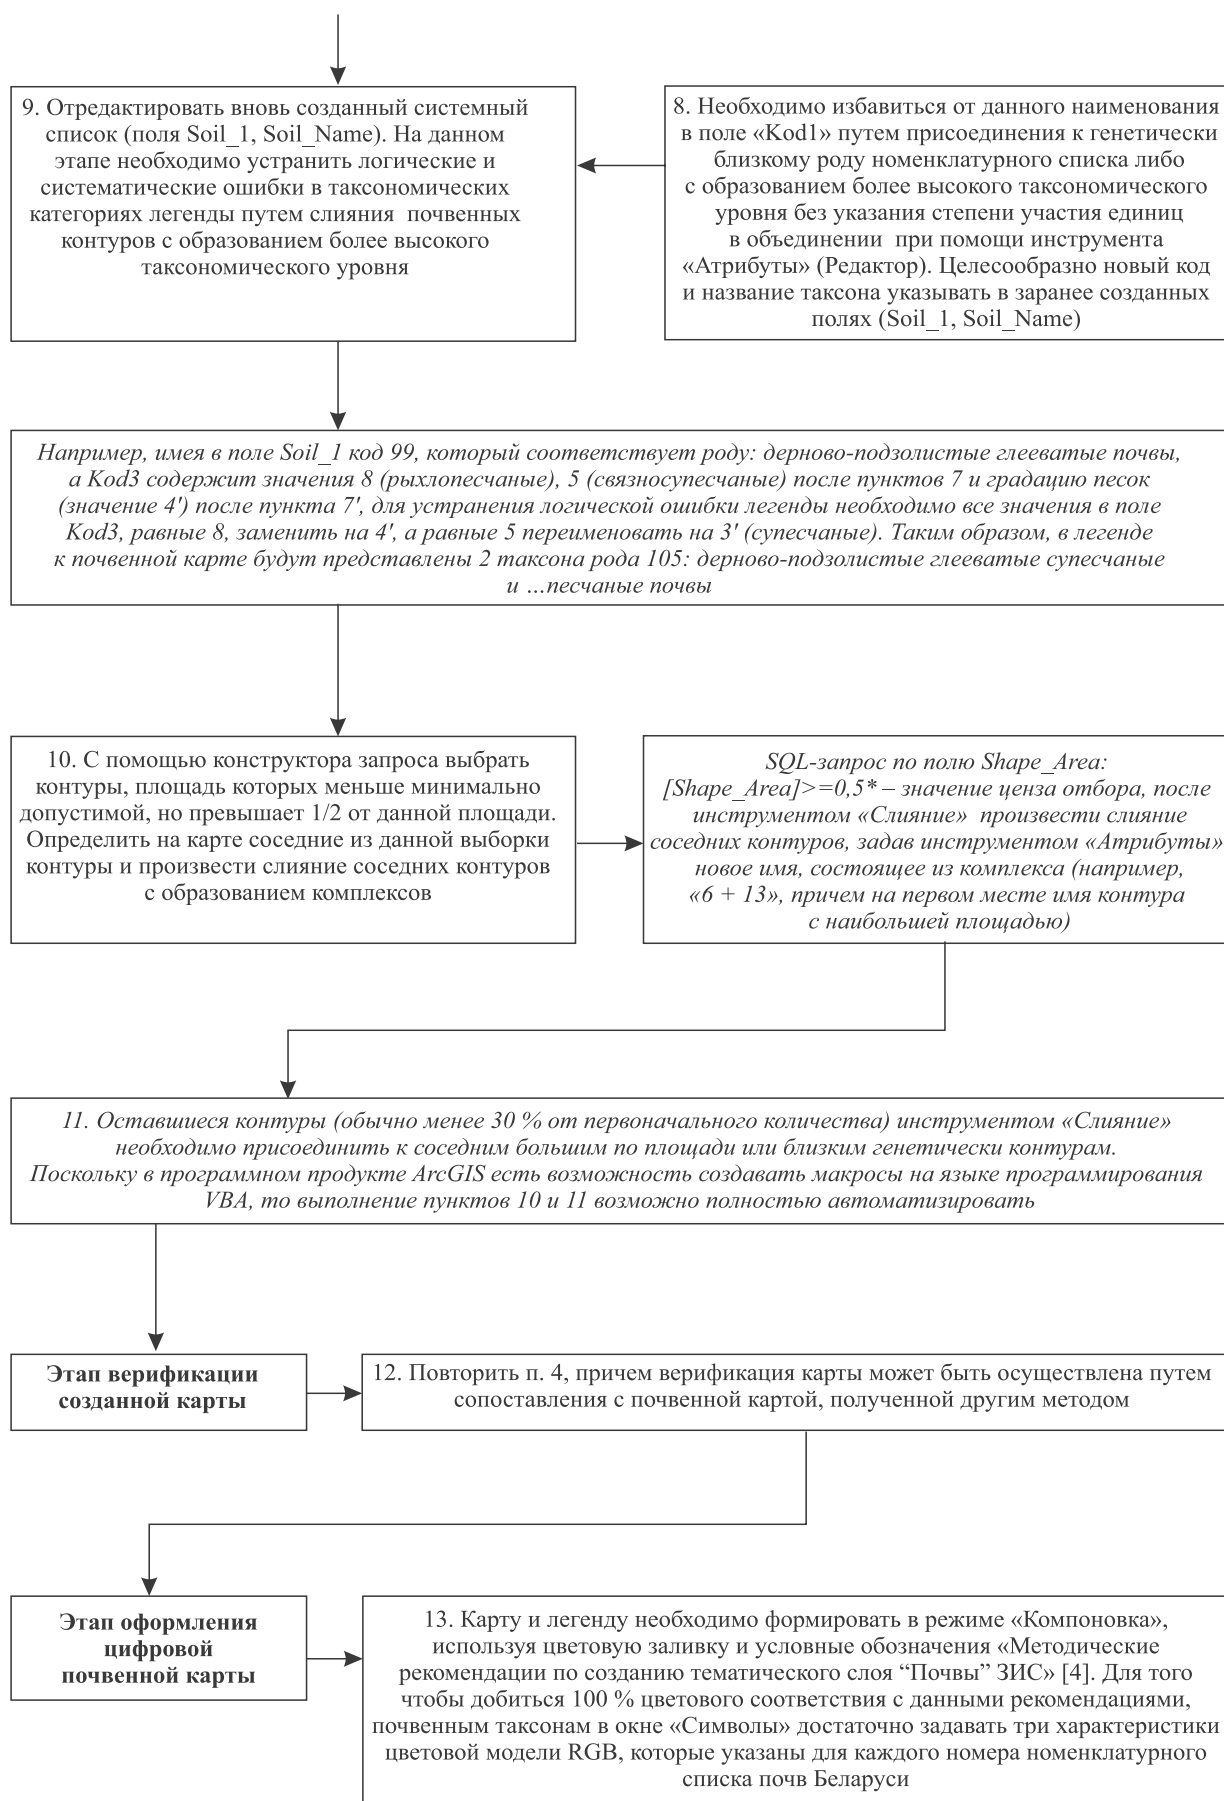 9. Отредактировать вновь созданный системный
список (поля Soil_1, Soil_Name). На данном
этапе необходимо устранить логические и
систематические ошибки в таксономических
категориях легенды путем слияния почвенных
контуров с образованием более высокого
таксономического уровня
8. Необходимо избавиться от данного наименования
в поле «Kod1» путем присоединения к генетически
близкому роду номенклатурного списка либо
с образованием более высокого таксономического
уровня без указания степени участия единиц
в объединении при помощи инструмента
«Атрибуты» (Редактор). Целесообразно новый код
и название таксона указывать в заранее созданных
полях (Soil_1, Soil_Name)
Например, имея в поле Soil_1 код 99, который соответствует роду: дерново-подзолистые глееватые почвы,
а Kod3 содержит значения 8 (рыхлопесчаные), 5 (связносупесчаные) после пунктов 7 и градацию песок
(значение 4') после пункта 7', для устранения логической ошибки легенды необходимо все значения в поле
Kod3, равные 8, заменить на 4', а равные 5 переименовать на 3' (супесчаные). Таким образом, в легенде
к почвенной карте будут представлены 2 таксона рода 105: дерново-подзолистые глееватые супесчаные
и ...песчаные почвы
10. С помощью конструктора запроса выбрать
контуры, площадь которых меньше минимально
допустимой, но превышает 1/2 от данной площади.
Определить на карте соседние из данной выборки
контуры и произвести слияние соседних контуров
с образованием комплексов
SQL-запрос по полю Shape_Area:
[Shape_Area]>=0,5* – значение ценза отбора, после
инструментом «Слияние» произвести слияние
соседних контуров, задав инструментом «Атрибуты»
новое имя, состоящее из комплекса (например,
«6 + 13», причем на первом месте имя контура
с наибольшей площадью)
11. Оставшиеся контуры (обычно менее 30 % от первоначального количества) инструментом «Слияние»
необходимо присоединить к соседним большим по площади или близким генетически контурам.
Поскольку в программном продукте ArcGIS есть возможность создавать макросы на языке программирования
VBA, то выполнение пунктов 10 и 11 возможно полностью автоматизировать
Этап верификации
созданной карты
12. Повторить п. 4, причем верификация карты может быть осуществлена путем
сопоставления с почвенной картой, полученной другим методом
Этап оформления
цифровой
почвенной карты
13. Карту и легенду необходимо формировать в режиме «Компоновка»,
используя цветовую заливку и условные обозначения «Методические
рекомендации по созданию тематического слоя “Почвы” ЗИС» [4]. Для того
чтобы добиться 100 % цветового соответствия с данными рекомендациями,
почвенным таксонам в окне «Символы» достаточно задавать три характеристики
цветовой модели RGB, которые указаны для каждого номера номенклатурного
списка почв Беларуси